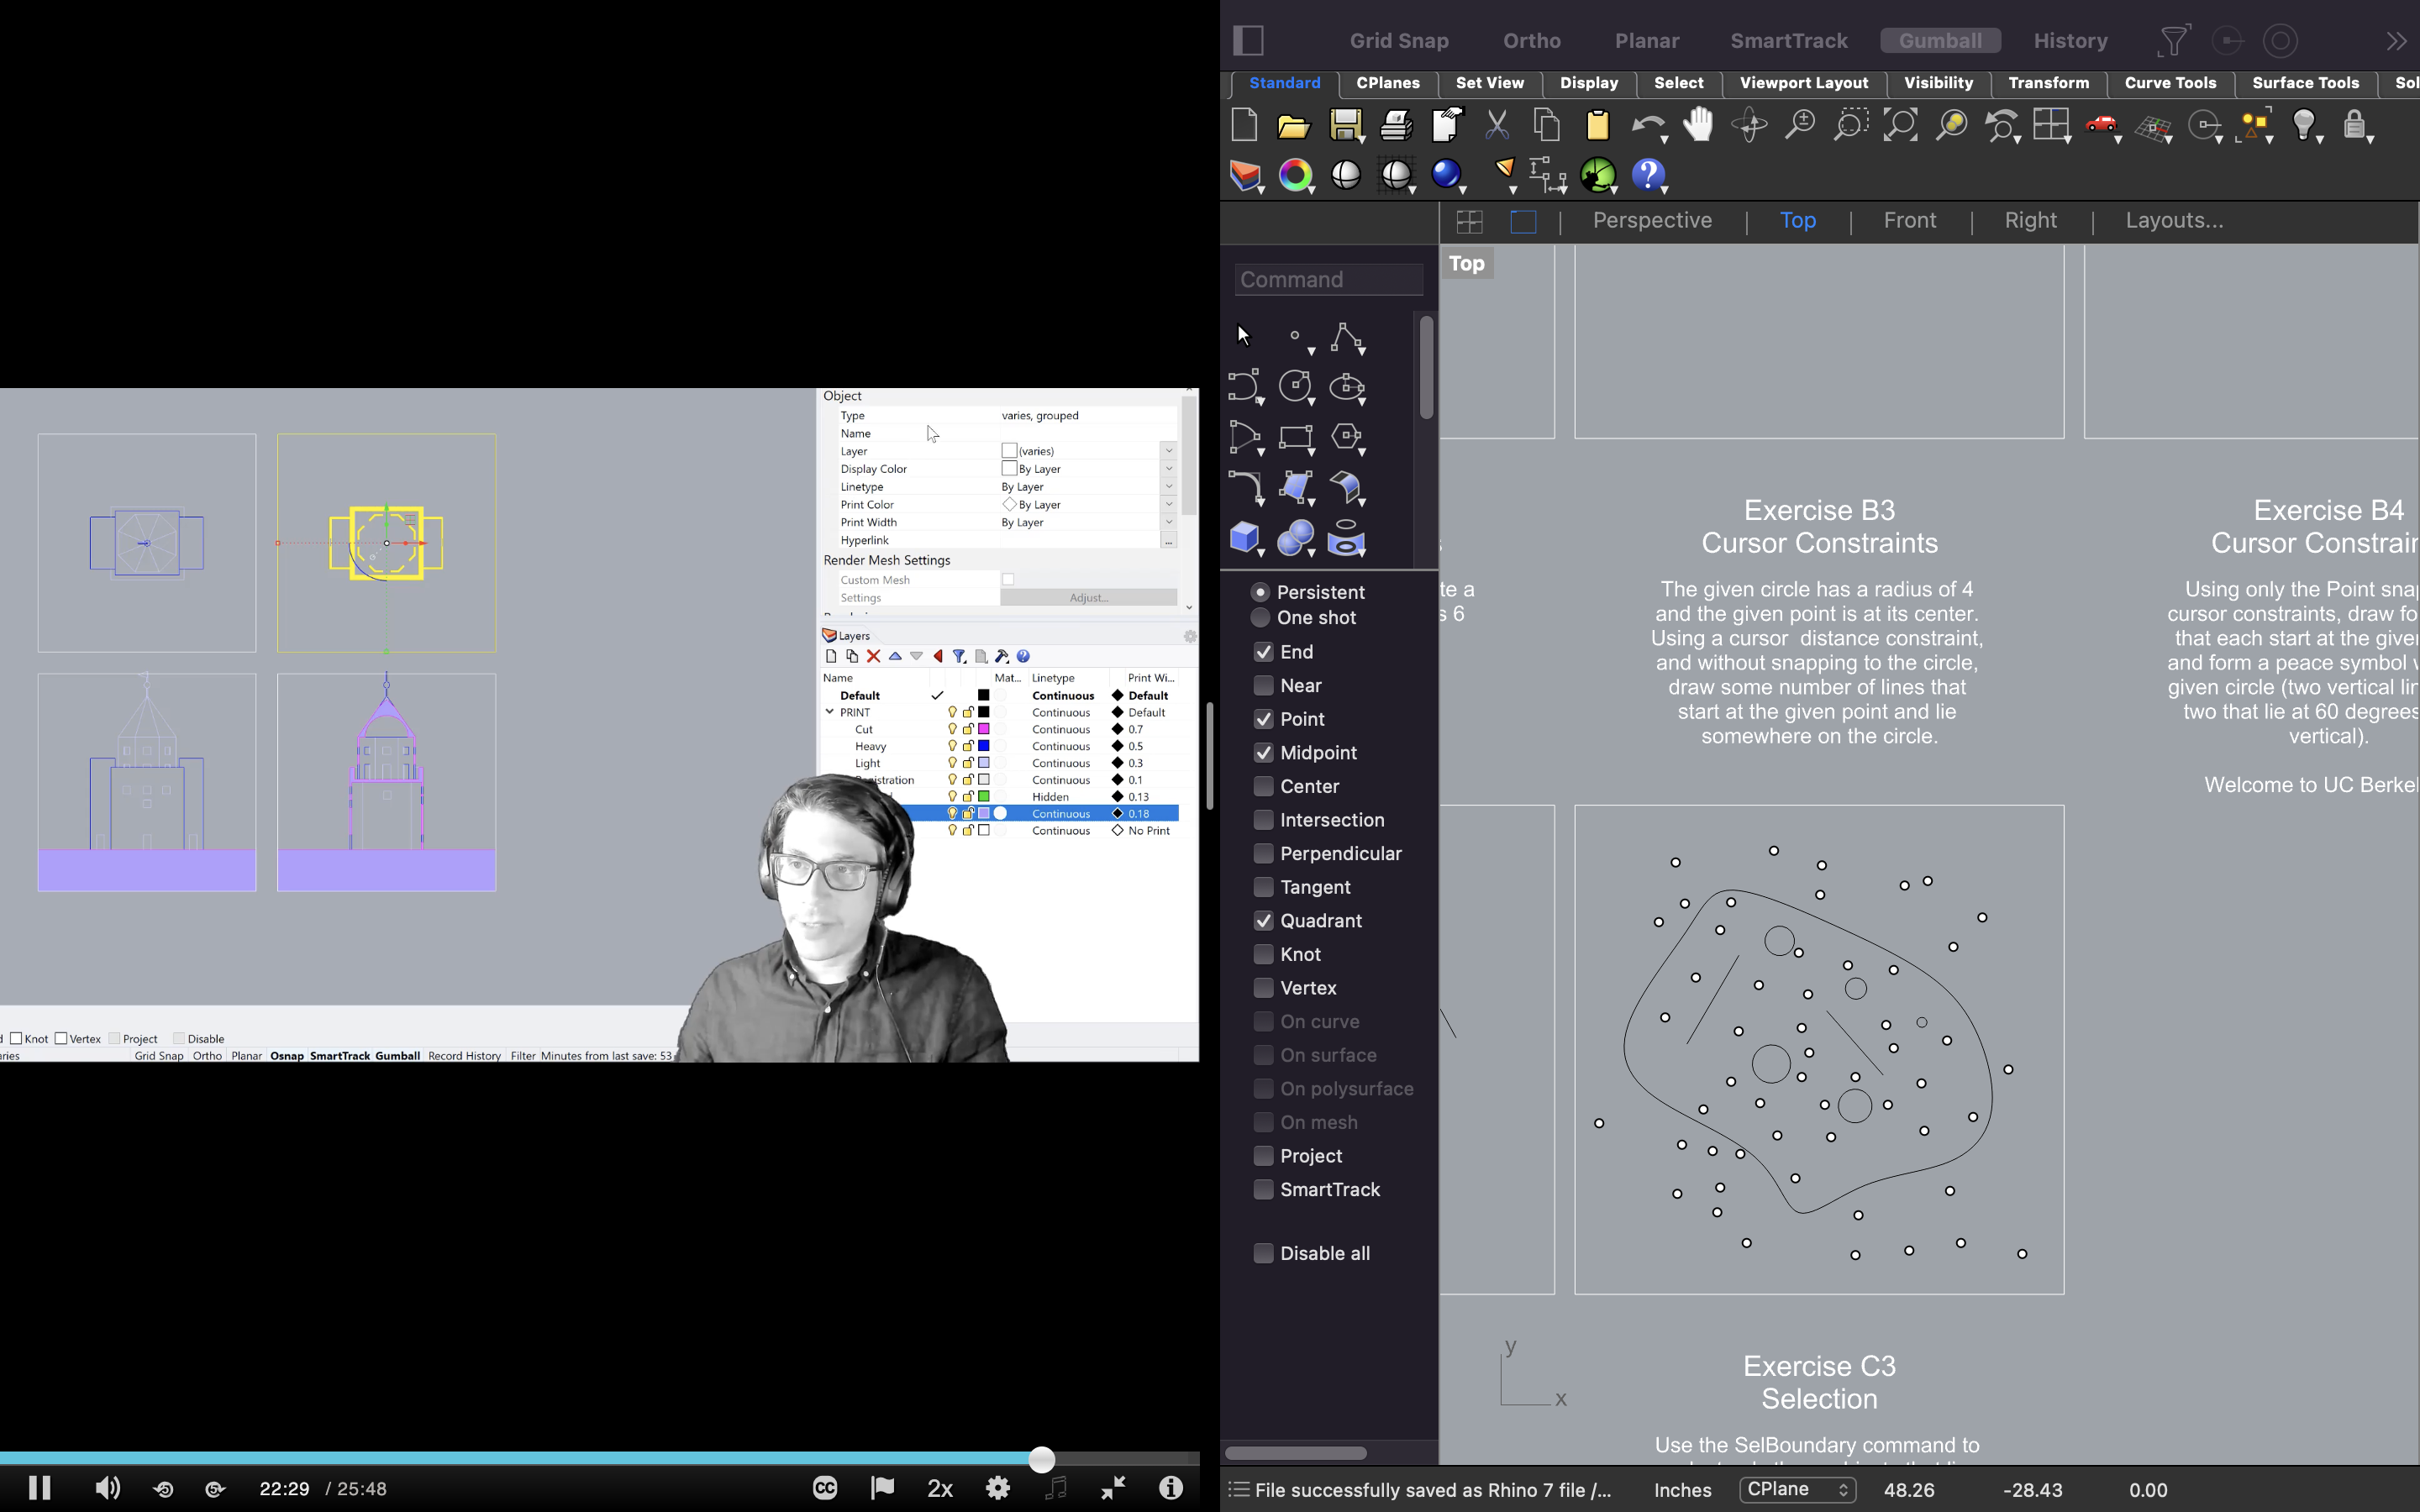 Grid Snap Ortho Planar SmartTrack Gumball History
Standard CPlanes Set View Display Select Viewport Layout Visibility Transform Curve Tools Surface Tools Sol
Perspective Top Front Right Layouts...
Top
Command
Persistent
One shot
End
Near
Point
Midpoint
Center
Intersection
Perpendicular
Tangent
Quadrant
Knot
Vertex
On curve
On surface
On polysurface
On mesh
Project
SmartTrack
Disable all
te a
s 6
Exercise B3
Cursor Constraints
The given circle has a radius of 4
and the given point is at its center.
Using a cursor distance constraint,
and without snapping to the circle,
draw some number of lines that
start at the given point and lie
somewhere on the circle.
Exercise B4
Cursor Constrair
Using only the Point snap
cursor constraints, draw fo
that each start at the give
and form a peace symbol
given circle (two vertical lin
two that lie at 60 degrees
vertical).
Welcome to UC Berkel
y
x
Exercise C3
Selection
Use the SelBoundary command to
File successfully saved as Rhino 7 file /... Inches CPlane 48.26 -28.43 0.00
Object
Type varies, grouped
Name
Layer (varies)
Display Color By Layer
Linetype By Layer
Print Color By Layer
Print Width By Layer
Hyperlink ...
Render Mesh Settings
Custom Mesh
Settings Adjust...
Layers
Name Mat... Linetype Print Wi...
Default Continuous Default
PRINT Continuous Default
Cut Continuous 0.7
Heavy Continuous 0.5
Light Continuous 0.3
istration Continuous 0.1
Hidden 0.13
Continuous 0.18
Continuous No Print
d Knot Vertex Project Disable
ries Grid Snap Ortho Planar Osnap SmartTrack Gumball Record History Filter Minutes from last save: 53
22:29 / 25:48 CC 2x